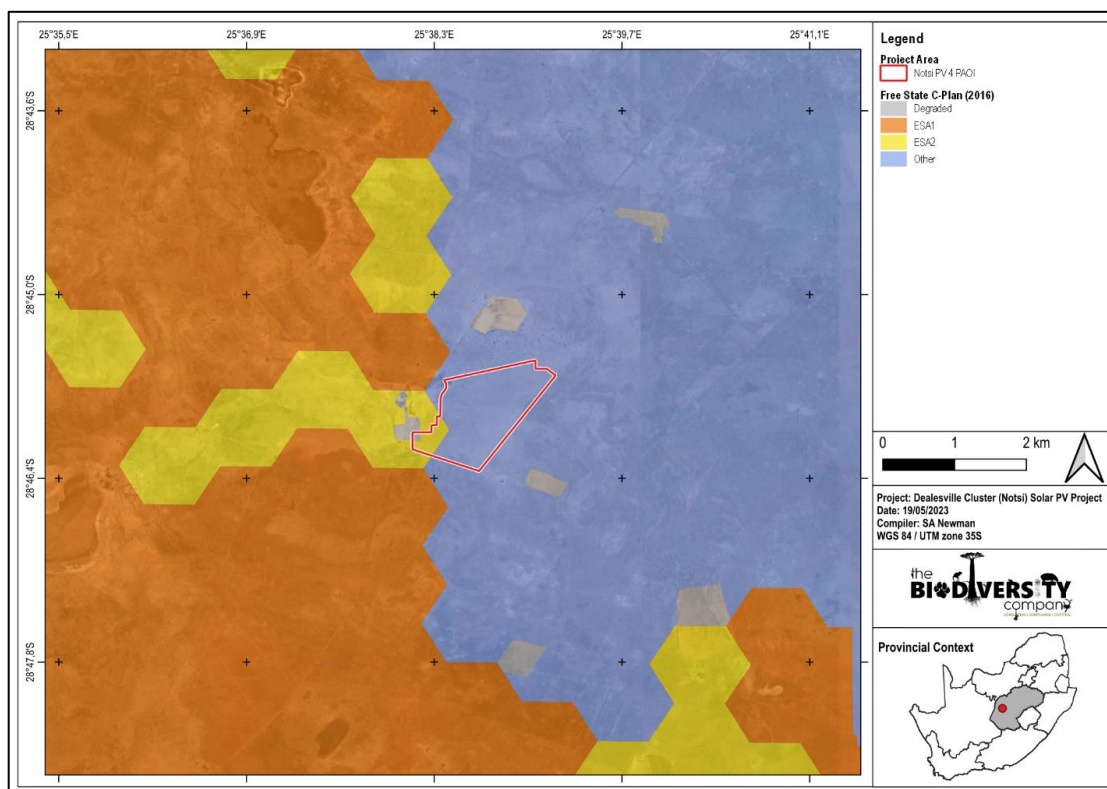 25°35,5'E 25°36,9'E 25°38,3'E 25°39,7'E 25°41,1'E
28°43,6'S
28°45,0'S
28°46,4'S
28°47,8'S
Legend
Project Area
Notsi PV 4 PAOI
Free State C-Plan (2016)
Degraded
ESA1
ESA2
Other
0 1 2 km
Project: Dealesville Cluster (Notsi) Solar PV Project
Date: 19/05/2023
Compiler: SA Newman
WGS 84 / UTM zone 35S
the
BIODIVERSITY
company
Provincial Context